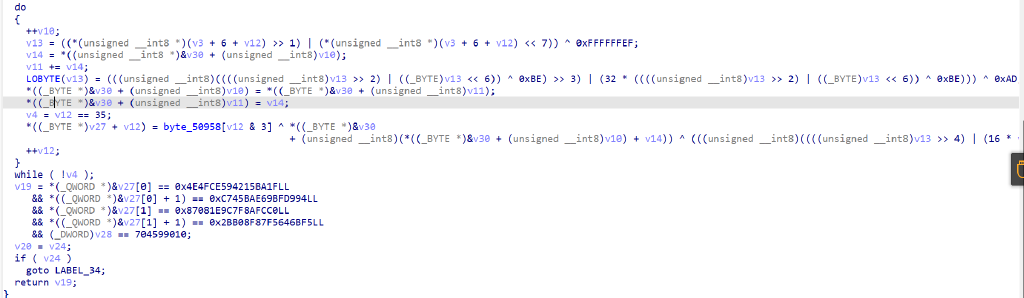 do
{
++v10;
v13 = ((*(unsigned __int8 *)(v3 + 6 + v12) >> 1) | (*(unsigned __int8 *)(v3 + 6 + v12) << 7)) ^ 0xFFFFFFEF;
v14 = *((unsigned __int8 *)&v30 + (unsigned __int8)v10);
v11 += v14;
LOBYTE(v13) = (((unsigned __int8)((((unsigned __int8)v13 >> 2) | ((_BYTE)v13 << 6)) ^ 0xBE) >> 3) | (32 * ((((unsigned __int8)v13 >> 2) | ((_BYTE)v13 << 6)) ^ 0xBE))) ^ 0xAD
*((_BYTE *)&v30 + (unsigned __int8)v10) = *((_BYTE *)&v30 + (unsigned __int8)v11);
*((_BYTE *)&v30 + (unsigned __int8)v11) = v14;
v4 = v12 == 35;
*((_BYTE *)v27 + v12) = byte_50958[v12 & 3] ^ *((_BYTE *)&v30
+ (unsigned __int8)(*((_BYTE *)&v30 + (unsigned __int8)v10) + v14)) ^ (((unsigned __int8)((((unsigned __int8)v13 >> 4) | (16 *
++v12;
}
while ( !v4 );
v19 = *(_QWORD *)&v27[0] == 0x4E4FCE594215BA1FLL
&& *((_QWORD *)&v27[0] + 1) == 0xC745BAE69BFD994LL
&& *(_QWORD *)&v27[1] == 0x87081E9C7F8AFCC0LL
&& *((_QWORD *)&v27[1] + 1) == 0x2BB08F87F5646BF5LL
&& (_DWORD)v28 == 704599010;
v20 = v24;
if ( v24 )
goto LABEL_34;
return v19;
}